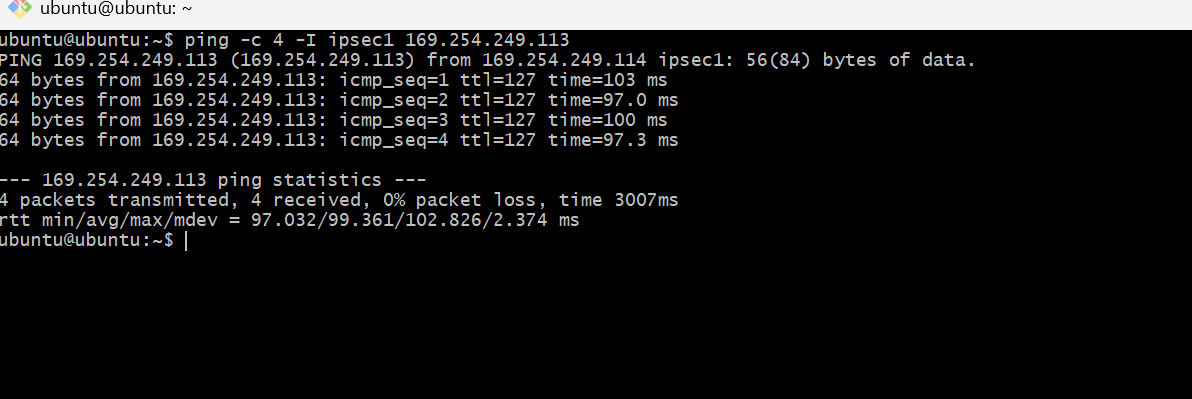 ubuntu@ubuntu: ~
ubuntu@ubuntu:~$ ping -c 4 -I ipsec1 169.254.249.113
PING 169.254.249.113 (169.254.249.113) from 169.254.249.114 ipsec1: 56(84) bytes of data.
64 bytes from 169.254.249.113: icmp_seq=1 ttl=127 time=103 ms
64 bytes from 169.254.249.113: icmp_seq=2 ttl=127 time=97.0 ms
64 bytes from 169.254.249.113: icmp_seq=3 ttl=127 time=100 ms
64 bytes from 169.254.249.113: icmp_seq=4 ttl=127 time=97.3 ms
--- 169.254.249.113 ping statistics ---
4 packets transmitted, 4 received, 0% packet loss, time 3007ms
rtt min/avg/max/mdev = 97.032/99.361/102.826/2.374 ms
ubuntu@ubuntu:~$